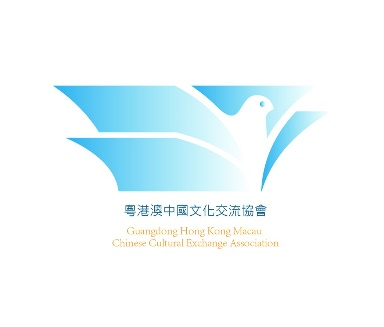 粵港澳中國文化交流協會
Guangdong Hong Kong Macau
Chinese Cultural Exchange Association